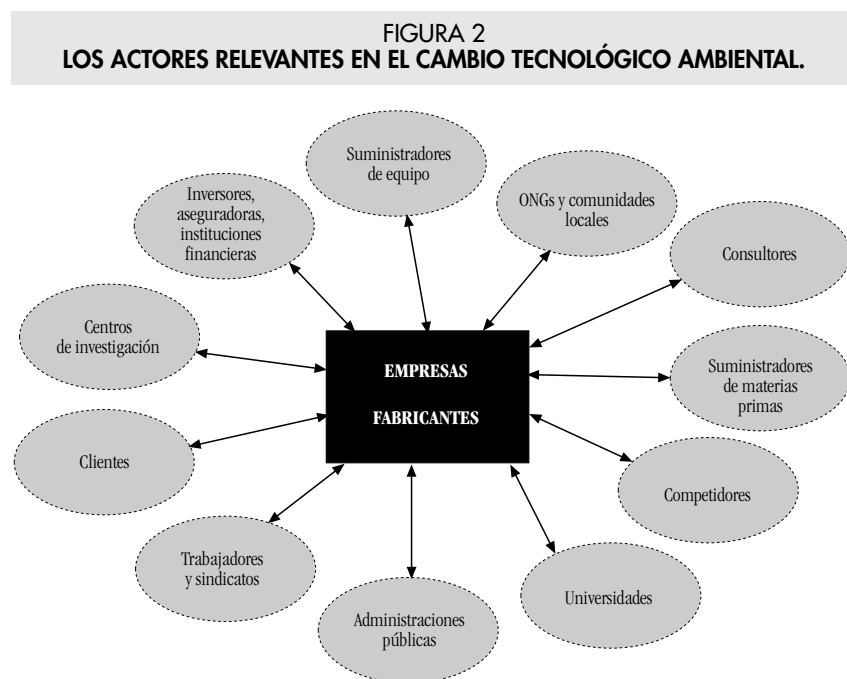 FIGURA 2
LOS ACTORES RELEVANTES EN EL CAMBIO TECNOLÓGICO AMBIENTAL.
Suministradores
de equipo
Inversores,
aseguradoras,
instituciones
financieras
ONGs y comunidades
locales
Consultores
Centros
de investigación
EMPRESAS
FABRICANTES
Suministradores
de materias
primas
Clientes
Competidores
Trabajadores
y sindicatos
Universidades
Administraciones
públicas